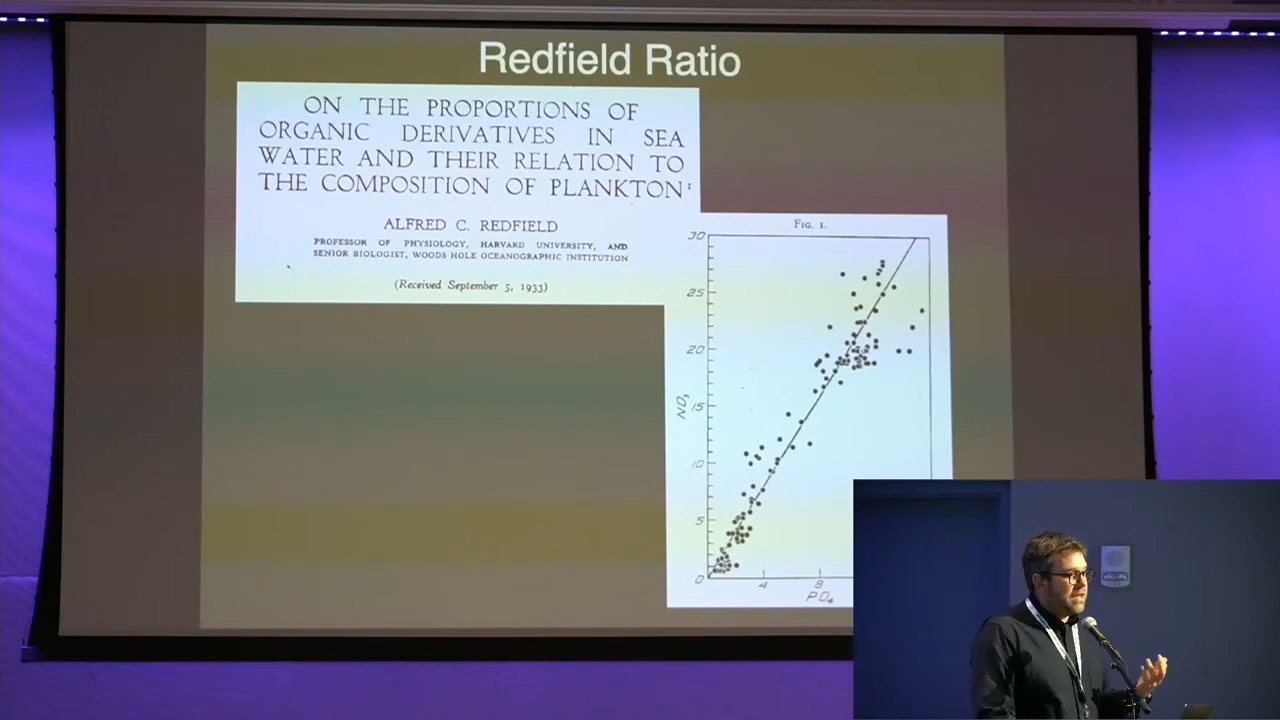 Redfield Ratio
ON THE PROPORTIONS OF
ORGANIC DERIVATIVES IN SEA
WATER AND THEIR RELATION TO
THE COMPOSITION OF PLANKTON¹
ALFRED C. REDFIELD
PROFESSOR OF PHYSIOLOGY, HARVARD UNIVERSITY, AND
SENIOR BIOLOGIST, WOODS HOLE OCEANOGRAPHIC INSTITUTION
(Received September 5, 1933)
FIG. 1.
30
25
20
NO₃ 15
10
5
0
4 8
PO₄